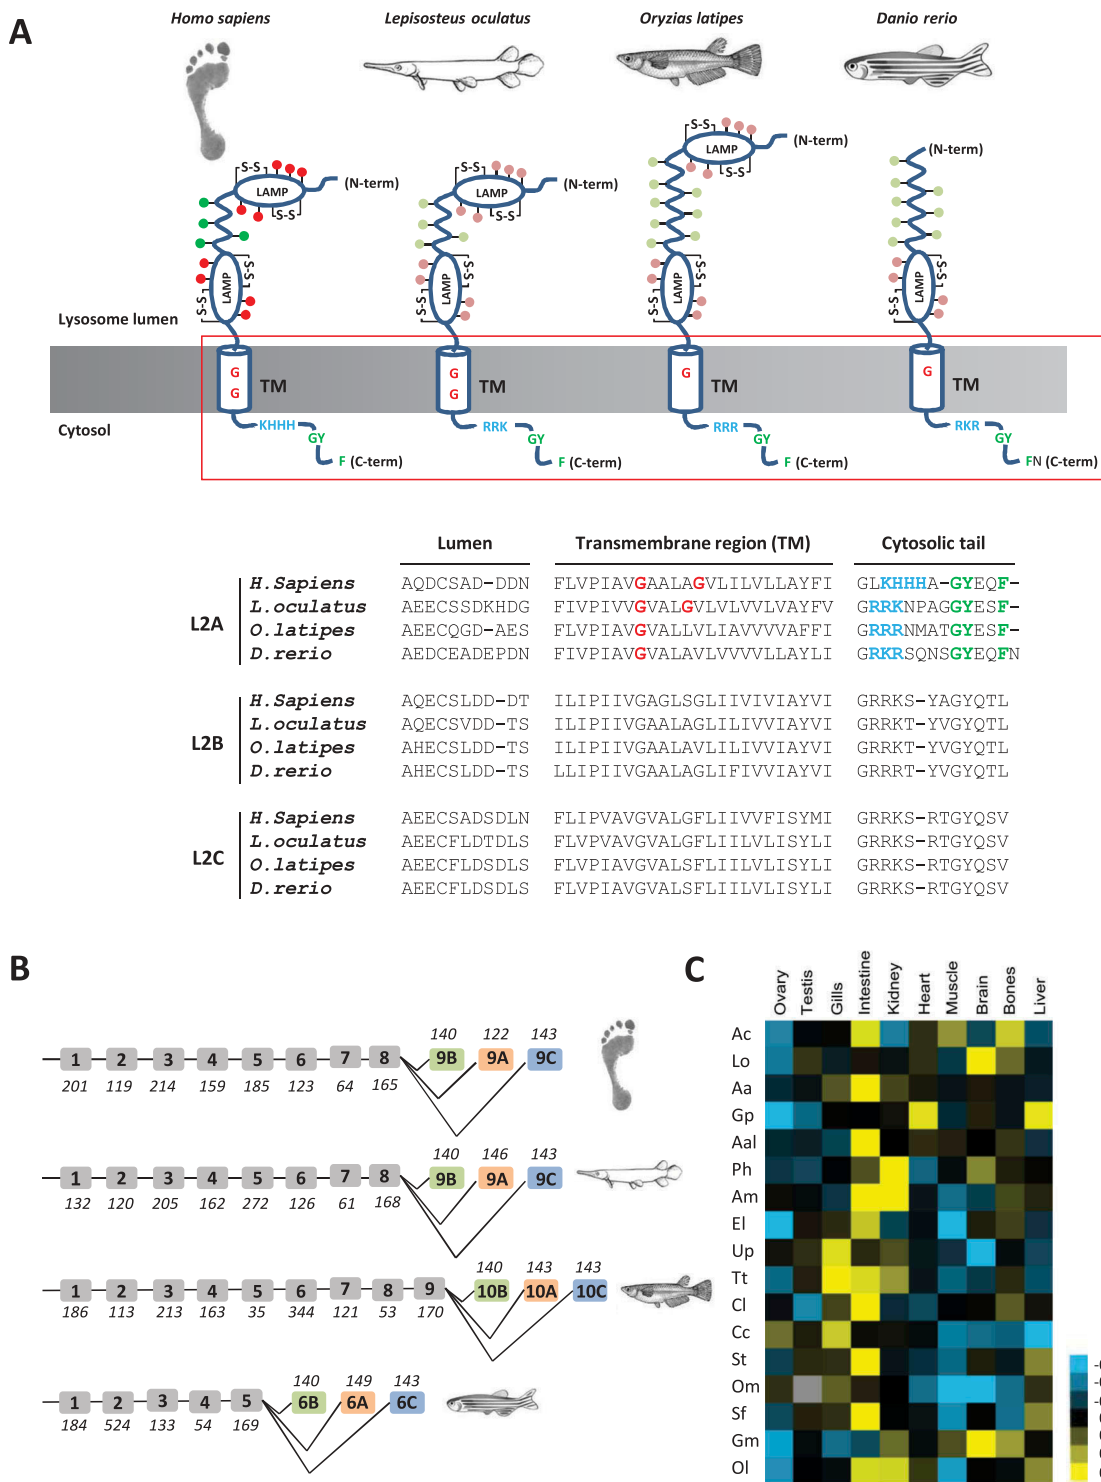 A
Homo sapiens
Lepisosteus oculatus
Oryzias latipes
Danio rerio
S-S
LAMP
S-S
(N-term)
S-S
LAMP
S-S
(N-term)
S-S
LAMP
S-S
(N-term)
(N-term)
S-S
LAMP
S-S
S-S
LAMP
S-S
S-S
LAMP
S-S
S-S
LAMP
S-S
Lysosome lumen
G
G
TM
G
G
TM
G
TM
G
TM
Cytosol
KHHH
GY
F (C-term)
RRK
GY
F (C-term)
RRR
GY
F (C-term)
RKR
GY
FN (C-term)
Lumen Transmembrane region (TM) Cytosolic tail
L2A
H.Sapiens AQDCSAD-DDN FLVPIAVGAALAGVLILVLLAYFI GLKHHHA-GYEQF-
L.oculatus AEECSSDKHDG FIVPIVVGVALGVLVLVVLVAYFV GRRKNPAGGYESF-
O.latipes AEECQGD-AES FLVPIAVGVALLVLIAVVVVAFFI GRRRNMATGYESF-
D.rerio AEDCEADEPDN FIVPIAVGVALAVLVVVVLLAYLI GRKRSQNSGYEQFN
L2B
H.Sapiens AQECSLDD-DT ILIPIIVGAGLSGLIIVIVIAYVI GRRKS-YAGYQTL
L.oculatus AQECSVDD-TS ILIPIIVGAALAGLILVIVIAYVI GRRKT-YVGYQTL
O.latipes AHECSLDD-TS ILIPIIVGAALAVLILVVIAYVI GRRKT-YVGYQTL
D.rerio AHECSLDD-TS LLIPIIVGAALAGLIFIVVIAYVI GRRRT-YVGYQTL
L2C
H.Sapiens AEECSADSDLN FLIPVAVGVALGFLIIVVFISYMI GRRKS-RTGYQSV
L.oculatus AEECFLDTDLS FLVPVAVGVALGFLIILVLISYLI GRRKS-RTGYQSV
O.latipes AEECFLDSDLS FLVPIAVGVALSFLIILVLISYLI GRRKS-RTGYQSV
D.rerio AEECFLDSDLS FLVPIAVGVALSFLIILVLISYLI GRRKS-RTGYQSV
B
140 122 143
1 2 3 4 5 6 7 8 9B 9A 9C
201 119 214 159 185 123 64 165
140 146 143
1 2 3 4 5 6 7 8 9B 9A 9C
132 120 205 162 272 126 61 168
140 143 143
1 2 3 4 5 6 7 8 9 10B 10A 10C
186 113 213 163 35 344 121 53 170
140 149 143
1 2 3 4 5 6B 6A 6C
184 524 133 54 169
C
Ovary
Testis
Gills
Intestine
Kidney
Heart
Muscle
Brain
Bones
Liver
Ac
Lo
Aa
Gp
Aal
Ph
Am
El
Up
Tt
Cl
Cc
St
Om
Sf
Gm
Ol